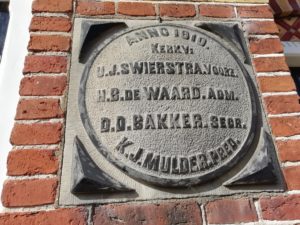 ANNO 1910.
KERKV:
U.J. SWIERSTRA. VOORZ.
H.B. DE WAARD. ADM.
D.D. BAKKER. SECR.
K.J. MULDER. PRED.